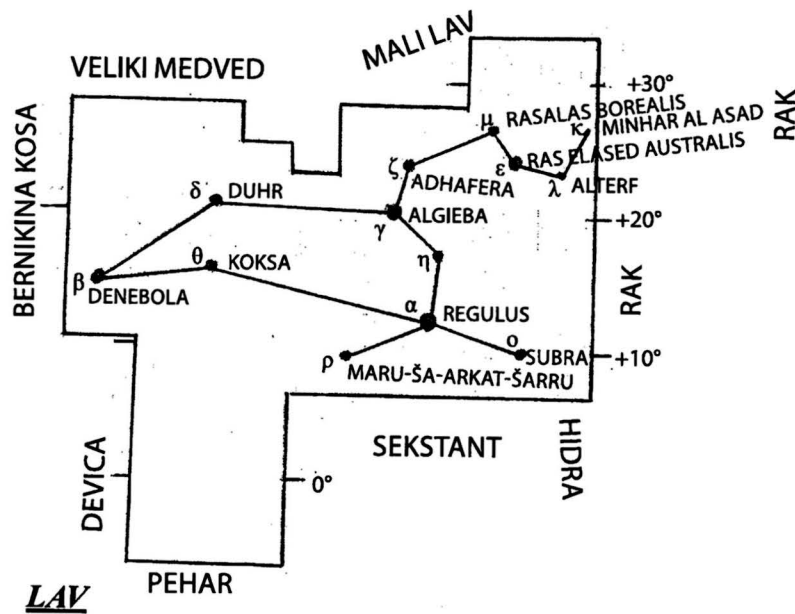 MALI LAV
VELIKI MEDVED
+30°
RAK
μ RASALAS BOREALIS
κ MINHAR AL ASAD
ε RAS ELASED AUSTRALIS
ζ ADHAFERA
λ ALTERF
BERNIKINA KOSA
δ DUHR
γ ALGIEBA
+20°
θ KOKSA
η
β DENEBOLA
RAK
α REGULUS
ο SUBRA
+10°
ρ MARU-ŠA-ARKAT-ŠARRU
SEKSTANT
HIDRA
DEVICA
0°
PEHAR
LAV